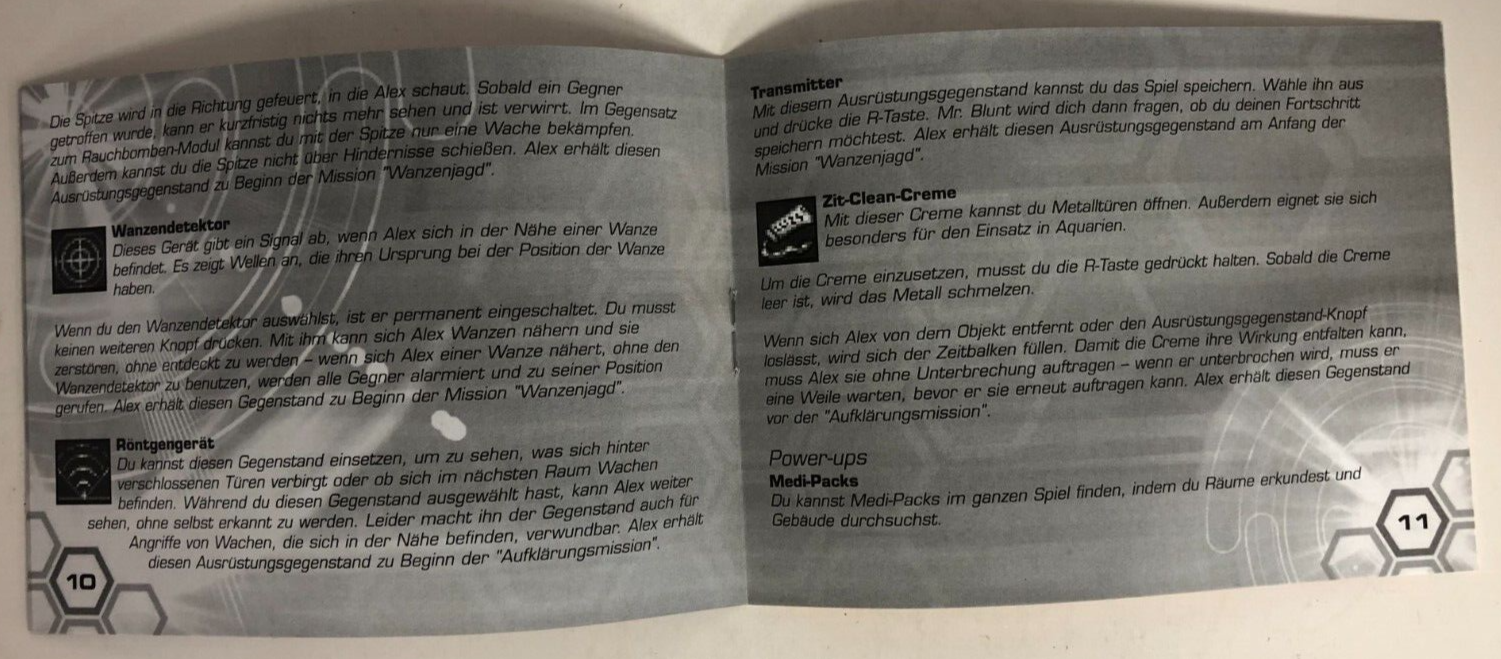 Die Spitze wird in die Richtung gefeuert, in die Alex schaut. Sobald ein Gegner
getroffen wurde, kann er kurzfristig nichts mehr sehen und ist verwirrt. Im Gegensatz
zum Rauchbomben-Modul kannst du mit der Spitze nur eine Wache bekämpfen.
Außerdem kannst du die Spitze nicht über Hindernisse schießen. Alex erhält diesen
Ausrüstungsgegenstand zu Beginn der Mission "Wanzenjagd".
Wanzendetektor
Dieses Gerät gibt ein Signal ab, wenn Alex sich in der Nähe einer Wanze
befindet. Es zeigt Wellen an, die ihren Ursprung bei der Position der Wanze
haben.
Wenn du den Wanzendetektor auswählst, ist er permanent eingeschaltet. Du musst
keinen weiteren Knopf drücken. Mit ihm kann sich Alex Wanzen nähern und sie
zerstören, ohne entdeckt zu werden – wenn sich Alex einer Wanze nähert, ohne den
Wanzendetektor zu benutzen, werden alle Gegner alarmiert und zu seiner Position
gerufen. Alex erhält diesen Gegenstand zu Beginn der Mission "Wanzenjagd".
Röntgengerät
Du kannst diesen Gegenstand einsetzen, um zu sehen, was sich hinter
verschlossenen Türen verbirgt oder ob sich im nächsten Raum Wachen
befinden. Während du diesen Gegenstand ausgewählt hast, kann Alex weiter
sehen, ohne selbst erkannt zu werden. Leider macht ihn der Gegenstand auch für
Angriffe von Wachen, die sich in der Nähe befinden, verwundbar. Alex erhält
diesen Ausrüstungsgegenstand zu Beginn der "Aufklärungsmission".
10
Transmitter
Mit diesem Ausrüstungsgegenstand kannst du das Spiel speichern. Wähle ihn aus
und drücke die R-Taste. Mr. Blunt wird dich dann fragen, ob du deinen Fortschritt
speichern möchtest. Alex erhält diesen Ausrüstungsgegenstand am Anfang der
Mission "Wanzenjagd".
Zit-Clean-Creme
Mit dieser Creme kannst du Metalltüren öffnen. Außerdem eignet sie sich
besonders für den Einsatz in Aquarien.
Um die Creme einzusetzen, musst du die R-Taste gedrückt halten. Sobald die Creme
leer ist, wird das Metall schmelzen.
Wenn sich Alex von dem Objekt entfernt oder den Ausrüstungsgegenstand-Knopf
loslässt, wird sich der Zeitbalken füllen. Damit die Creme ihre Wirkung entfalten kann,
muss Alex sie ohne Unterbrechung auftragen – wenn er unterbrochen wird, muss er
eine Weile warten, bevor er sie erneut auftragen kann. Alex erhält diesen Gegenstand
vor der "Aufklärungsmission".
Power-ups
Medi-Packs
Du kannst Medi-Packs im ganzen Spiel finden, indem du Räume erkundest und
Gebäude durchsuchst.
11